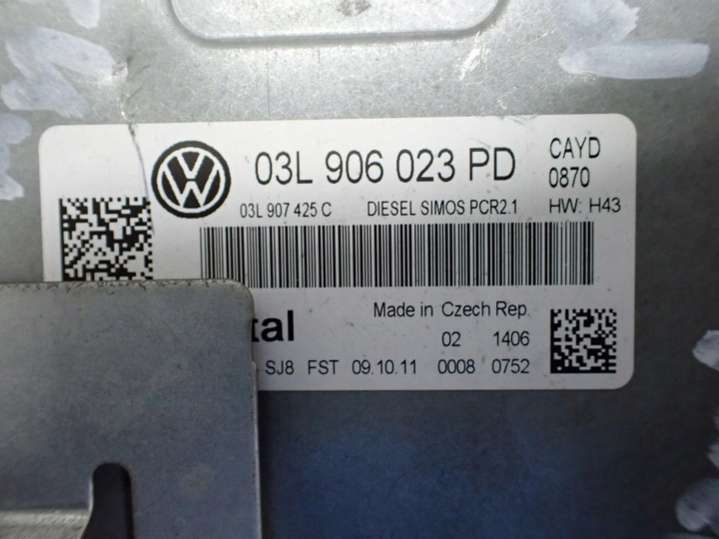 03L 906 023 PD CAYD
0870
03L 907 425 C DIESEL SIMOS PCR2.1 HW: H43
Made in Czech Rep.
02 1406
SJ8 FST 09.10.11 0008 0752